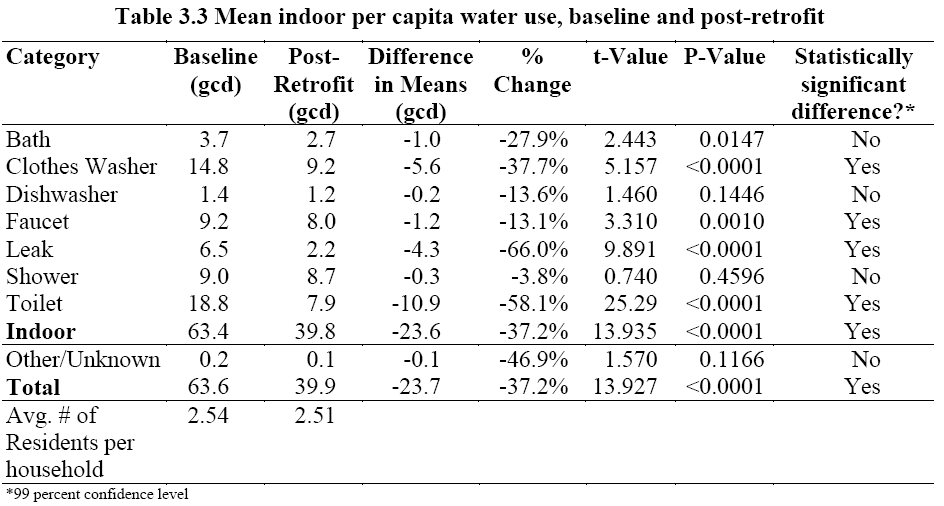 Table 3.3 Mean indoor per capita water use, baseline and post-retrofit
Category Baseline (gcd) Post-Retrofit (gcd) Difference in Means (gcd) % Change t-Value P-Value Statistically significant difference?*
Bath 3.7 2.7 -1.0 -27.9% 2.443 0.0147 No
Clothes Washer 14.8 9.2 -5.6 -37.7% 5.157 <0.0001 Yes
Dishwasher 1.4 1.2 -0.2 -13.6% 1.460 0.1446 No
Faucet 9.2 8.0 -1.2 -13.1% 3.310 0.0010 Yes
Leak 6.5 2.2 -4.3 -66.0% 9.891 <0.0001 Yes
Shower 9.0 8.7 -0.3 -3.8% 0.740 0.4596 No
Toilet 18.8 7.9 -10.9 -58.1% 25.29 <0.0001 Yes
Indoor 63.4 39.8 -23.6 -37.2% 13.935 <0.0001 Yes
Other/Unknown 0.2 0.1 -0.1 -46.9% 1.570 0.1166 No
Total 63.6 39.9 -23.7 -37.2% 13.927 <0.0001 Yes
Avg. # of 2.54 2.51
Residents per
household
*99 percent confidence level